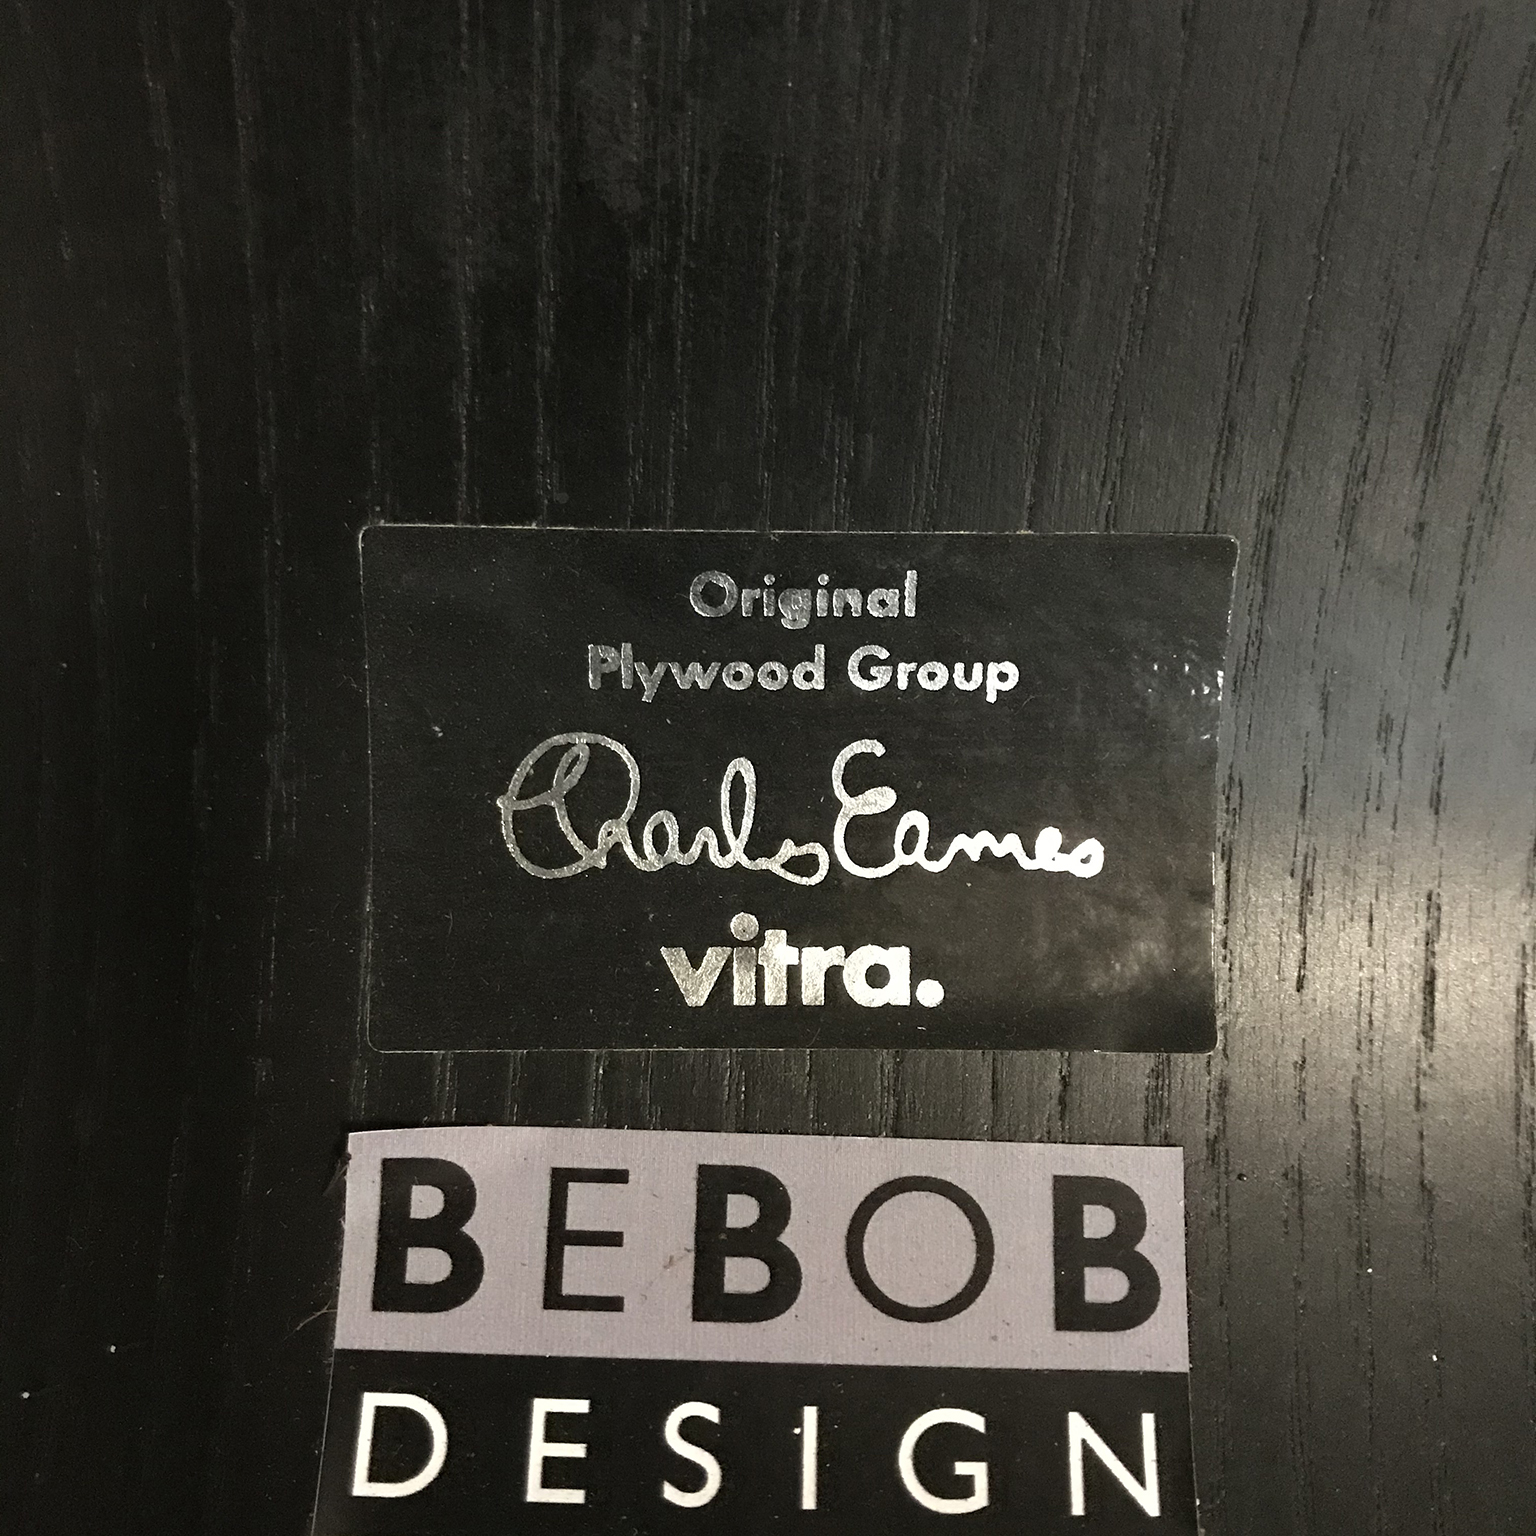 Original
Plywood Group
Charles Eames
vitra.
BEBOB
DESIGN